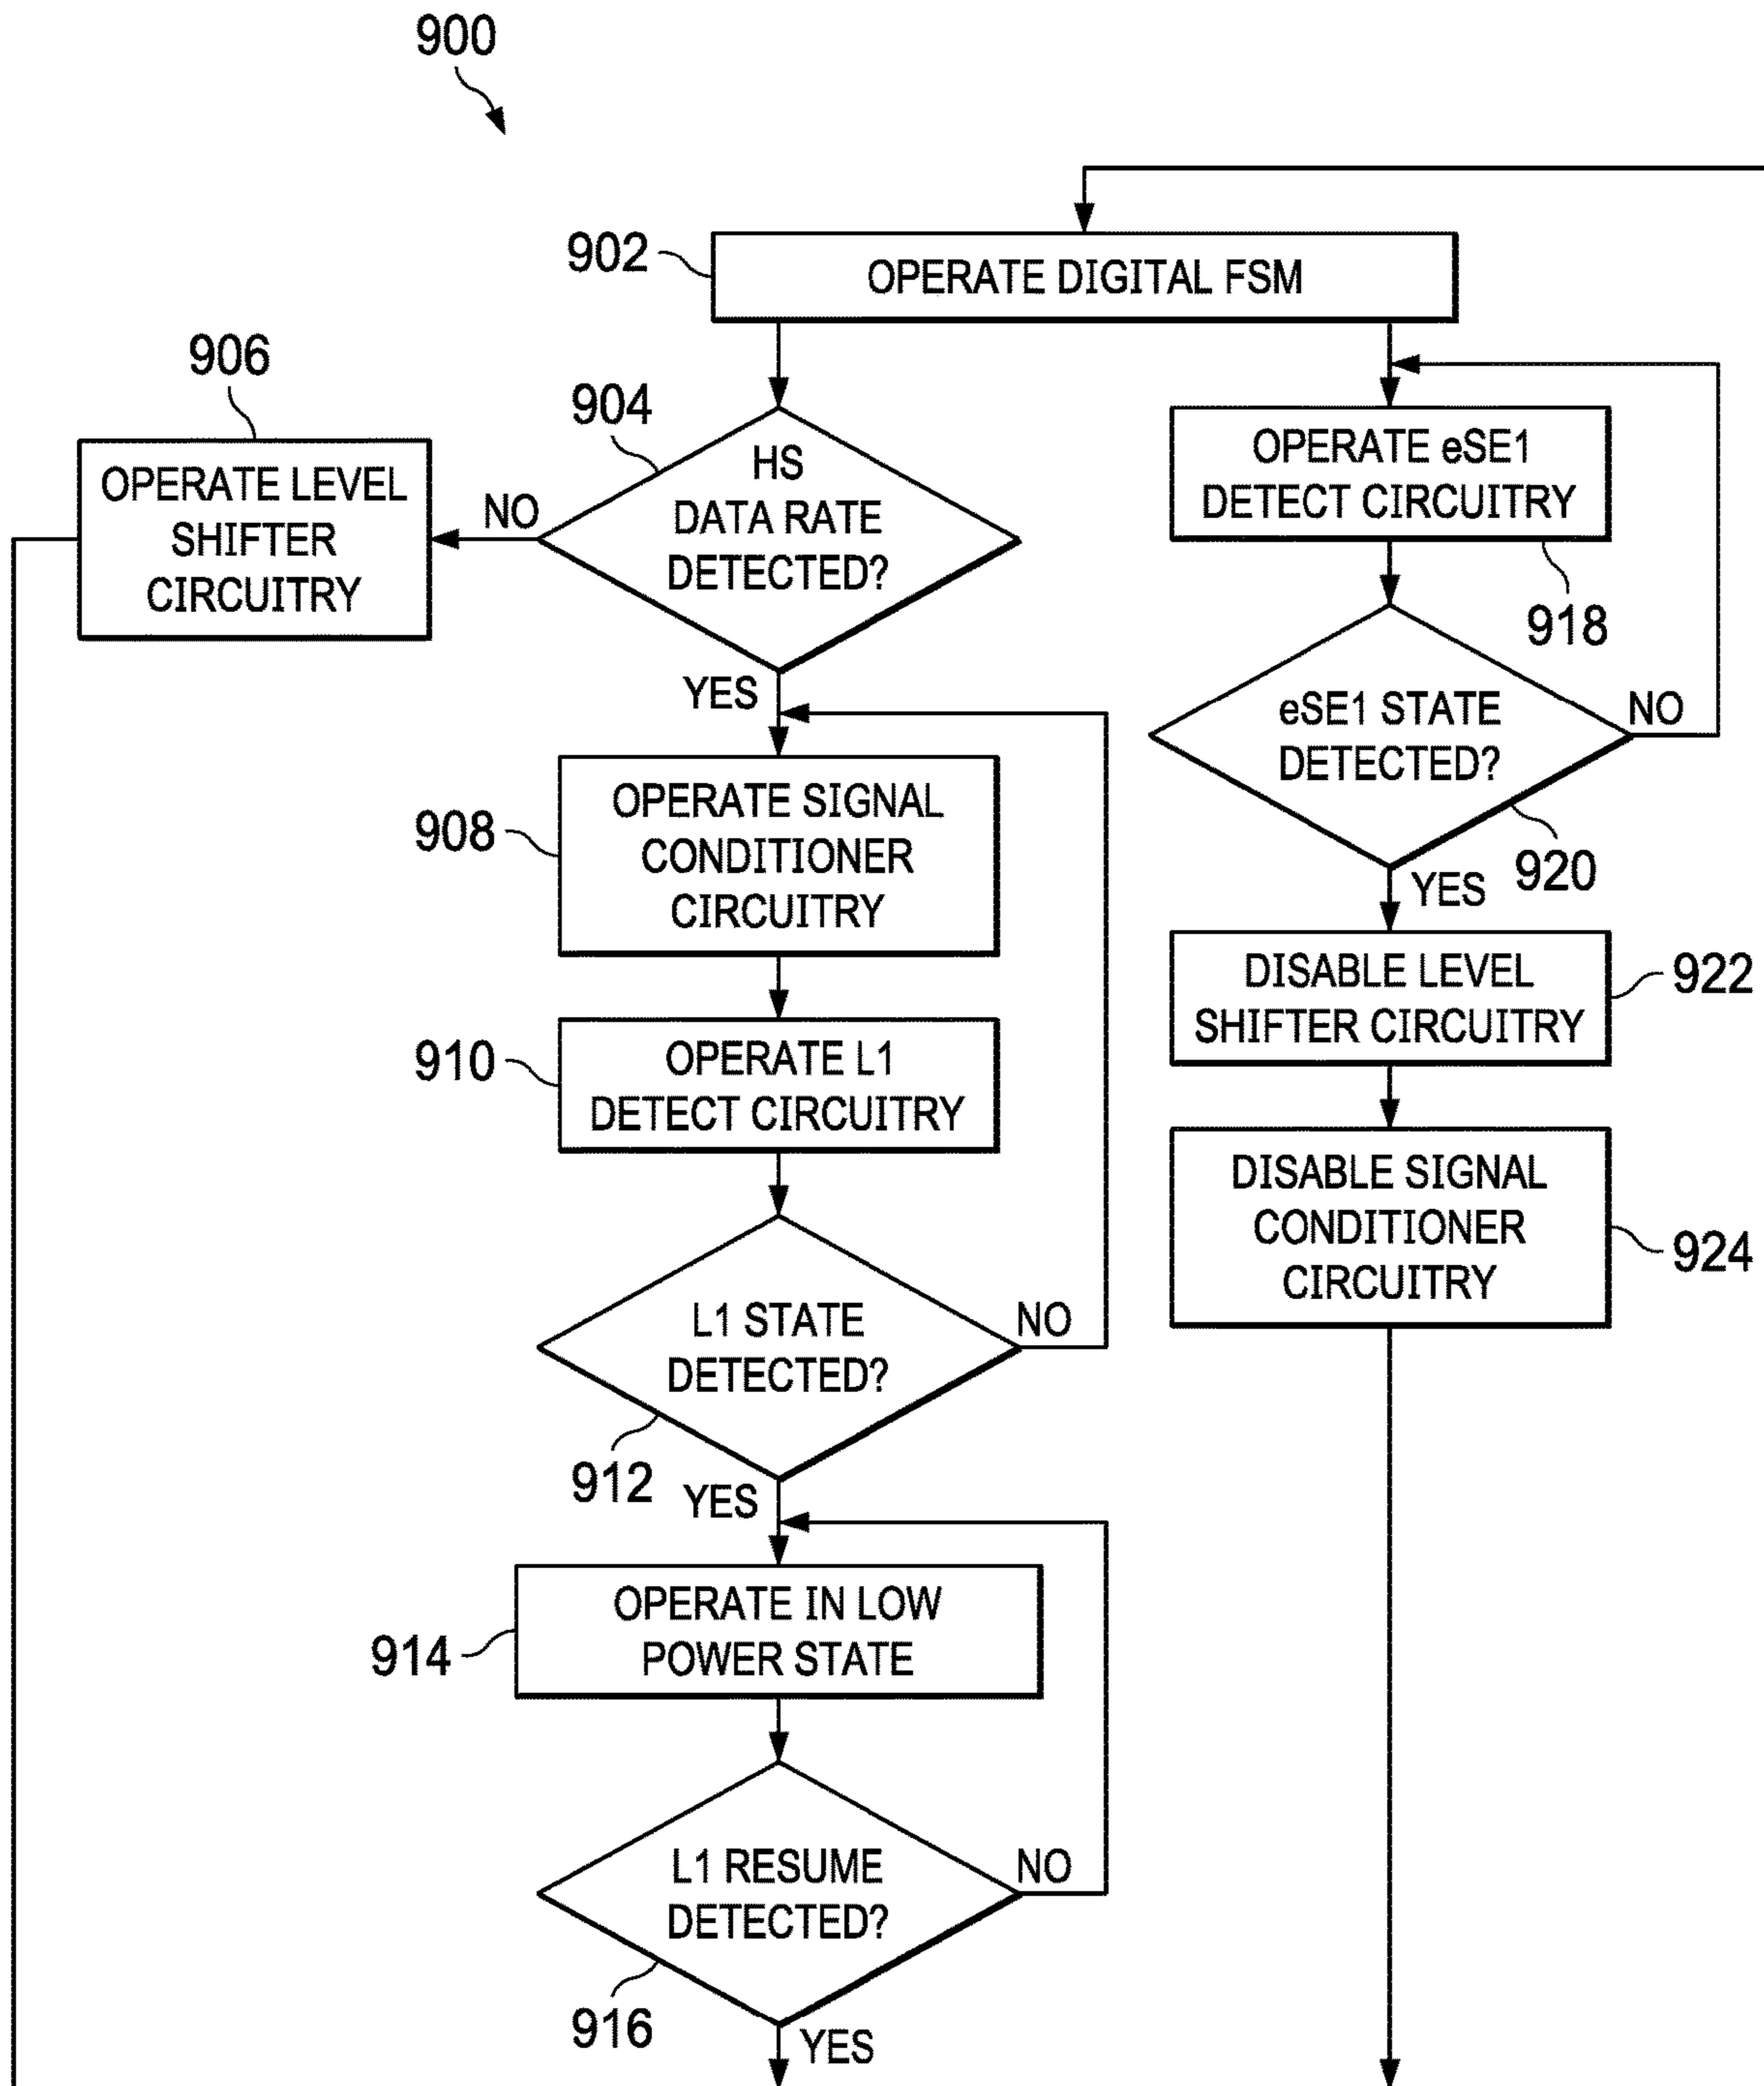 900
902
OPERATE DIGITAL FSM
906
OPERATE LEVEL
SHIFTER
CIRCUITRY
NO
904
HS
DATA RATE
DETECTED?
YES
OPERATE eSE1
DETECT CIRCUITRY
918
eSE1 STATE
DETECTED?
NO
920
YES
908
OPERATE SIGNAL
CONDITIONER
CIRCUITRY
DISABLE LEVEL
SHIFTER CIRCUITRY
922
910
OPERATE L1
DETECT CIRCUITRY
DISABLE SIGNAL
CONDITIONER
CIRCUITRY
924
L1 STATE
DETECTED?
NO
912
YES
914
OPERATE IN LOW
POWER STATE
L1 RESUME
DETECTED?
NO
916
YES